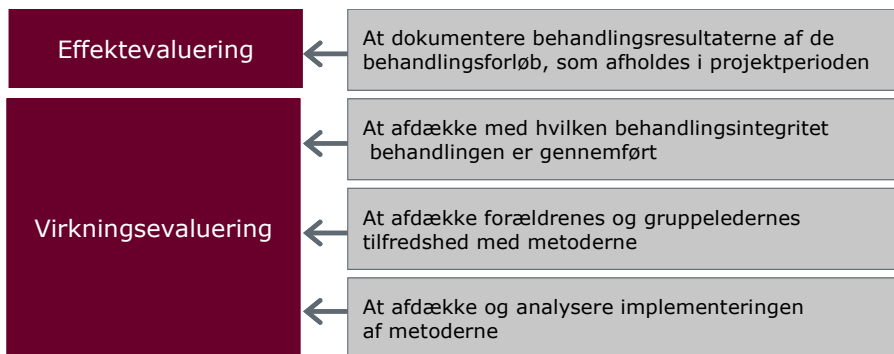 Effektevaluering
At dokumentere behandlingsresultaterne af de
behandlingsforløb, som afholdes i projektperioden
Virkningsevaluering
At afdække med hvilken behandlingsintegritet
behandlingen er gennemført
At afdække forældrenes og gruppeledernes
tilfredshed med metoderne
At afdække og analysere implementeringen
af metoderne